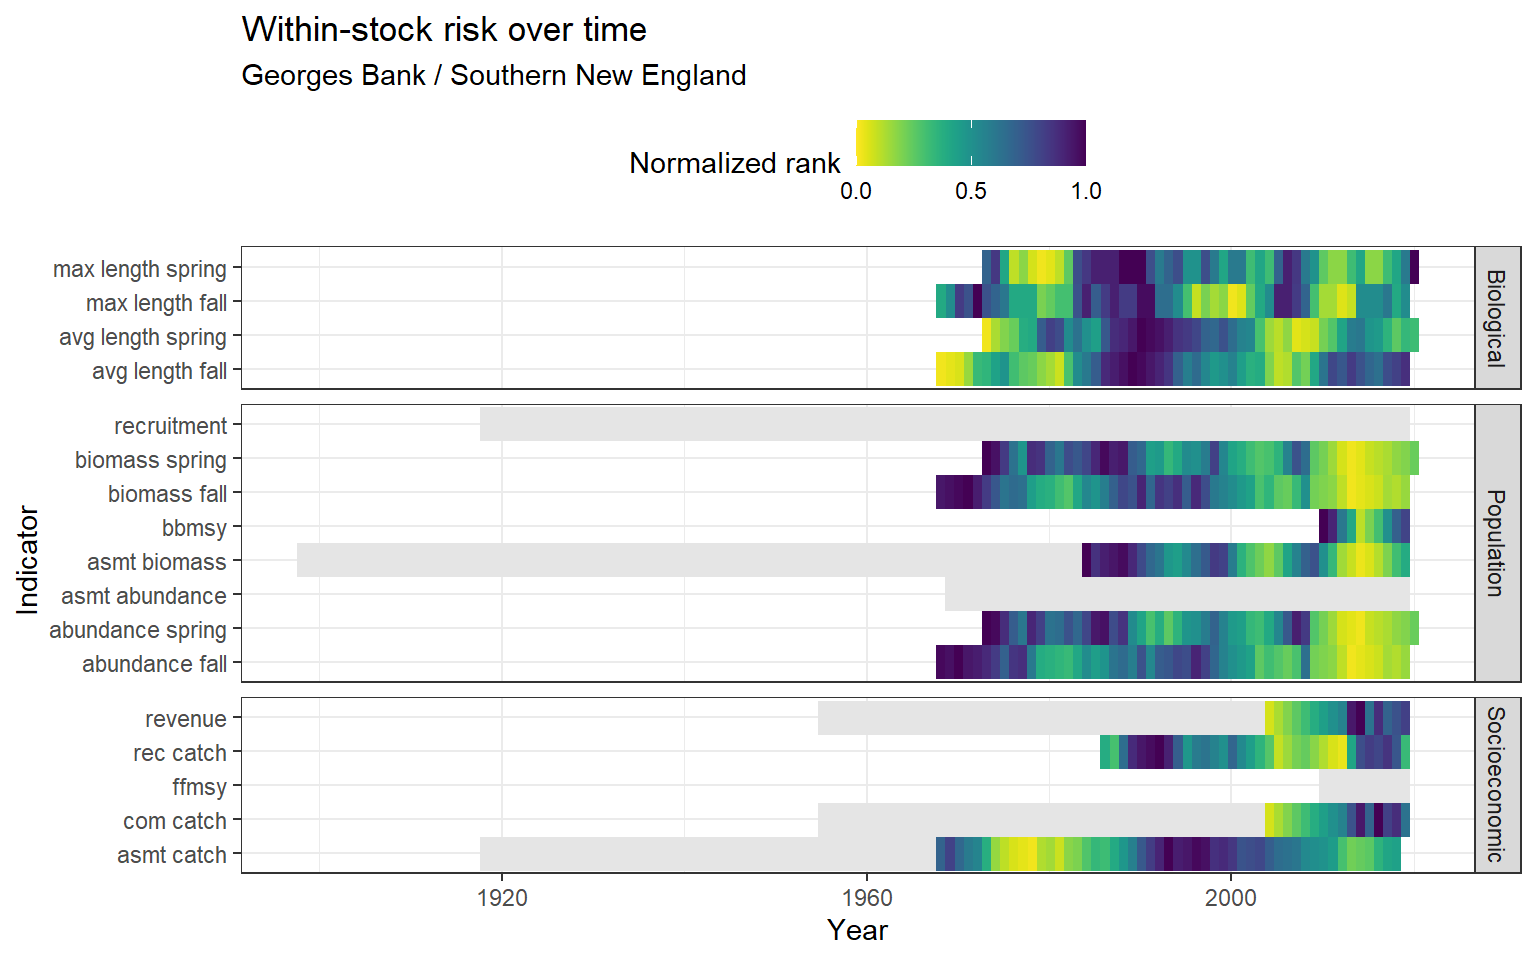 Within-stock risk over time
Georges Bank / Southern New England
Normalized rank
0.0 0.5 1.0
max length spring
max length fall
avg length spring
avg length fall
Biological
recruitment
biomass spring
biomass fall
bbmsy
asmt biomass
asmt abundance
abundance spring
abundance fall
Population
revenue
rec catch
ffmsy
com catch
asmt catch
Socioeconomic
Indicator
1920 1960 2000
Year